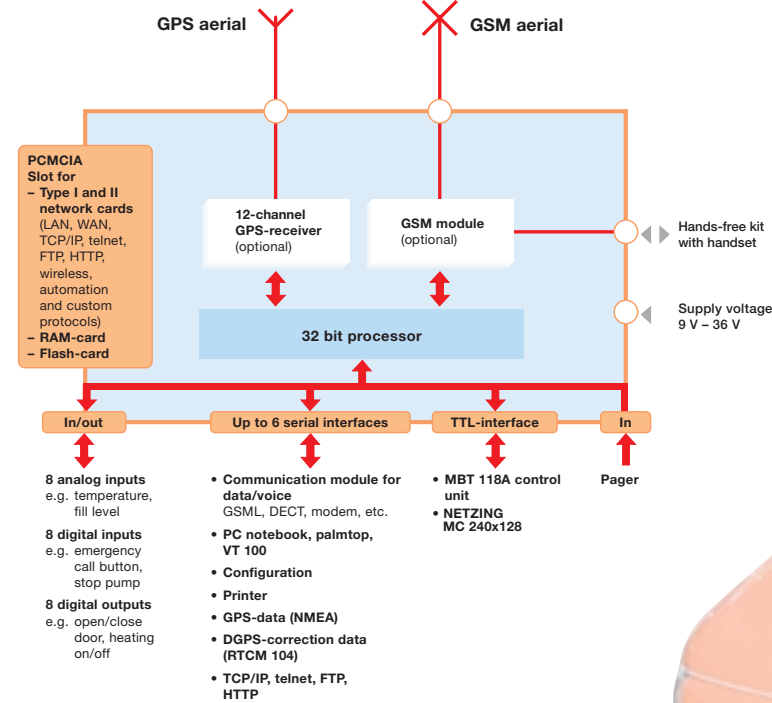 GPS aerial
GSM aerial
PCMCIA
Slot for
– Type I and II
network cards
(LAN, WAN,
TCP/IP, telnet,
FTP, HTTP,
wireless,
automation
and custom
protocols)
– RAM-card
– Flash-card
12-channel
GPS-receiver
(optional)
GSM module
(optional)
Hands-free kit
with handset
Supply voltage
9 V – 36 V
32 bit processor
In/out
Up to 6 serial interfaces
TTL-interface
In
8 analog inputs
e.g. temperature,
fill level
8 digital inputs
e.g. emergency
call button,
stop pump
8 digital outputs
e.g. open/close
door, heating
on/off
• Communication module for
data/voice
GSML, DECT, modem, etc.
• PC notebook, palmtop,
VT 100
• Configuration
• Printer
• GPS-data (NMEA)
• DGPS-correction data
(RTCM 104)
• TCP/IP, telnet, FTP,
HTTP
• MBT 118A control
unit
• NETZING
MC 240x128
Pager